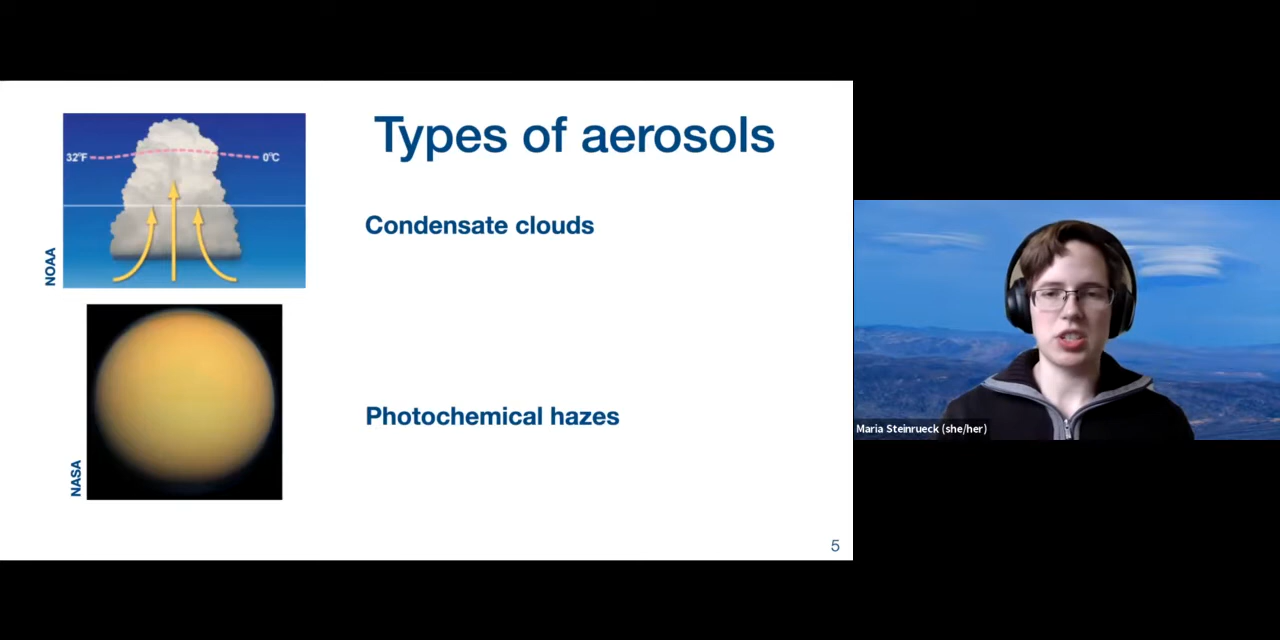 Types of aerosols
32°F
0°C
NOAA
Condensate clouds
NASA
Photochemical hazes
5
Maria Steinrueck (she/her)